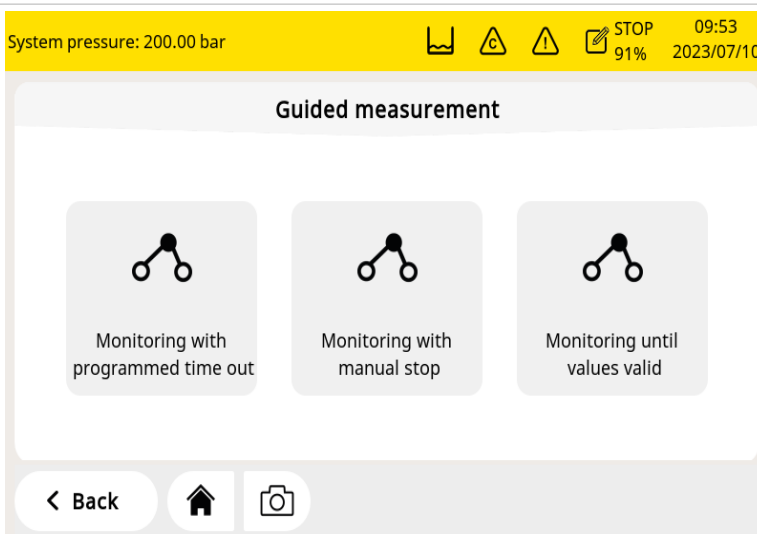 System pressure: 200.00 bar
C
STOP
91%
09:53
2023/07/10
Guided measurement
Monitoring with
programmed time out
Monitoring with
manual stop
Monitoring until
values valid
Back